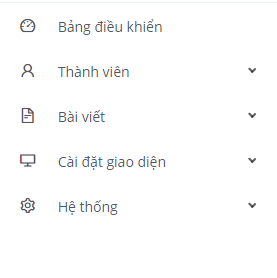 Bảng điều khiển
Thành viên
Bài viết
Cài đặt giao diện
Hệ thống